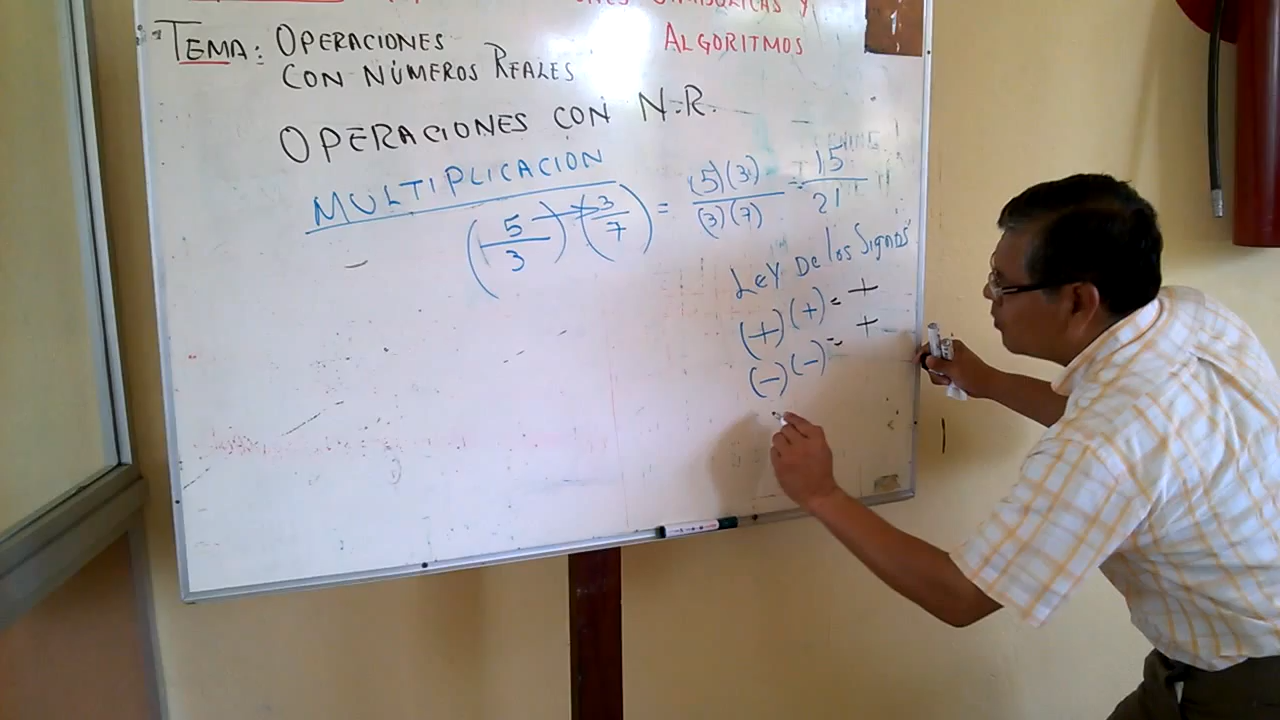 Y
TEMA: OPERACIONES
CON NÚMEROS REALES
ALGORITMOS
OPERACIONES CON N.R.
MULTIPLICACIÓN
(5/3)(3/7) = (5)(3)/(3)(7) = 15/21
LEY DE LOS SIGNOS
(+)(+) = +
(-)(-) = +